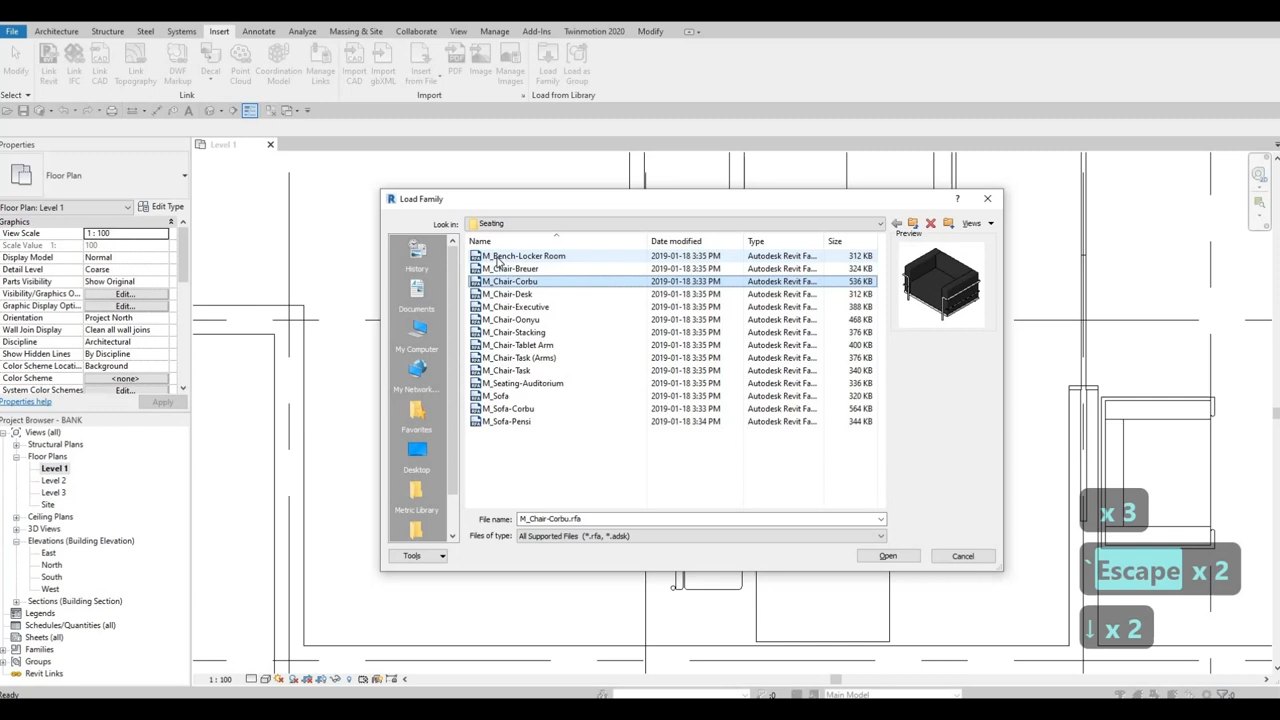 File Architecture Structure Steel Systems Insert Annotate Analyze Massing & Site Collaborate View Manage Add-Ins Twinmotion 2020 Modify
Modify Link Revit Link IFC Link CAD Link Topography DWF Markup Decal Point Cloud Coordination Model Manage Links Import CAD Import gbXML Insert from File PDF Image Manage Images Load Family Load as Group
Select Link Import Load from Library
Properties
Level 1
Floor Plan
Floor Plan: Level 1 Edit Type
Graphics
View Scale 1 : 100
Scale Value 1: 100
Display Model Normal
Detail Level Coarse
Parts Visibility Show Original
Visibility/Graphics O... Edit...
Graphic Display Opti... Edit...
Orientation Project North
Wall Join Display Clean all wall joins
Discipline Architectural
Show Hidden Lines By Discipline
Color Scheme Locati... Background
Color Scheme <none>
System Color Schemes Edit...
Properties help Apply
Project Browser - BANK
Views (all)
Structural Plans
Floor Plans
Level 1
Level 2
Level 3
Site
Ceiling Plans
3D Views
Elevations (Building Elevation)
East
North
South
West
Sections (Building Section)
Legends
Schedules/Quantities (all)
Sheets (all)
Families
Groups
Revit Links
Load Family
Look in: Seating Views
Preview
History
Documents
My Computer
My Network...
Favorites
Desktop
Metric Library
Name Date modified Type Size
M_Bench-Locker Room 2019-01-18 3:35 PM Autodesk Revit Fa... 312 KB
M_Chair-Breuer 2019-01-18 3:35 PM Autodesk Revit Fa... 324 KB
M_Chair-Corbu 2019-01-18 3:33 PM Autodesk Revit Fa... 536 KB
M_Chair-Desk 2019-01-18 3:35 PM Autodesk Revit Fa... 312 KB
M_Chair-Executive 2019-01-18 3:35 PM Autodesk Revit Fa... 388 KB
M_Chair-Oonyu 2019-01-18 3:35 PM Autodesk Revit Fa... 468 KB
M_Chair-Stacking 2019-01-18 3:35 PM Autodesk Revit Fa... 376 KB
M_Chair-Tablet Arm 2019-01-18 3:35 PM Autodesk Revit Fa... 400 KB
M_Chair-Task (Arms) 2019-01-18 3:35 PM Autodesk Revit Fa... 376 KB
M_Chair-Task 2019-01-18 3:35 PM Autodesk Revit Fa... 340 KB
M_Seating-Auditorium 2019-01-18 3:35 PM Autodesk Revit Fa... 396 KB
M_Sofa 2019-01-18 3:35 PM Autodesk Revit Fa... 320 KB
M_Sofa-Corbu 2019-01-18 3:33 PM Autodesk Revit Fa... 564 KB
M_Sofa-Pensi 2019-01-18 3:34 PM Autodesk Revit Fa... 344 KB
File name: M_Chair-Corbu.rfa
Files of type: All Supported Files (*.rfa, *.adsk)
Tools Open Cancel
x 3
`Escape x 2
↓ x 2
1 : 100
Ready :0 Main Model :0